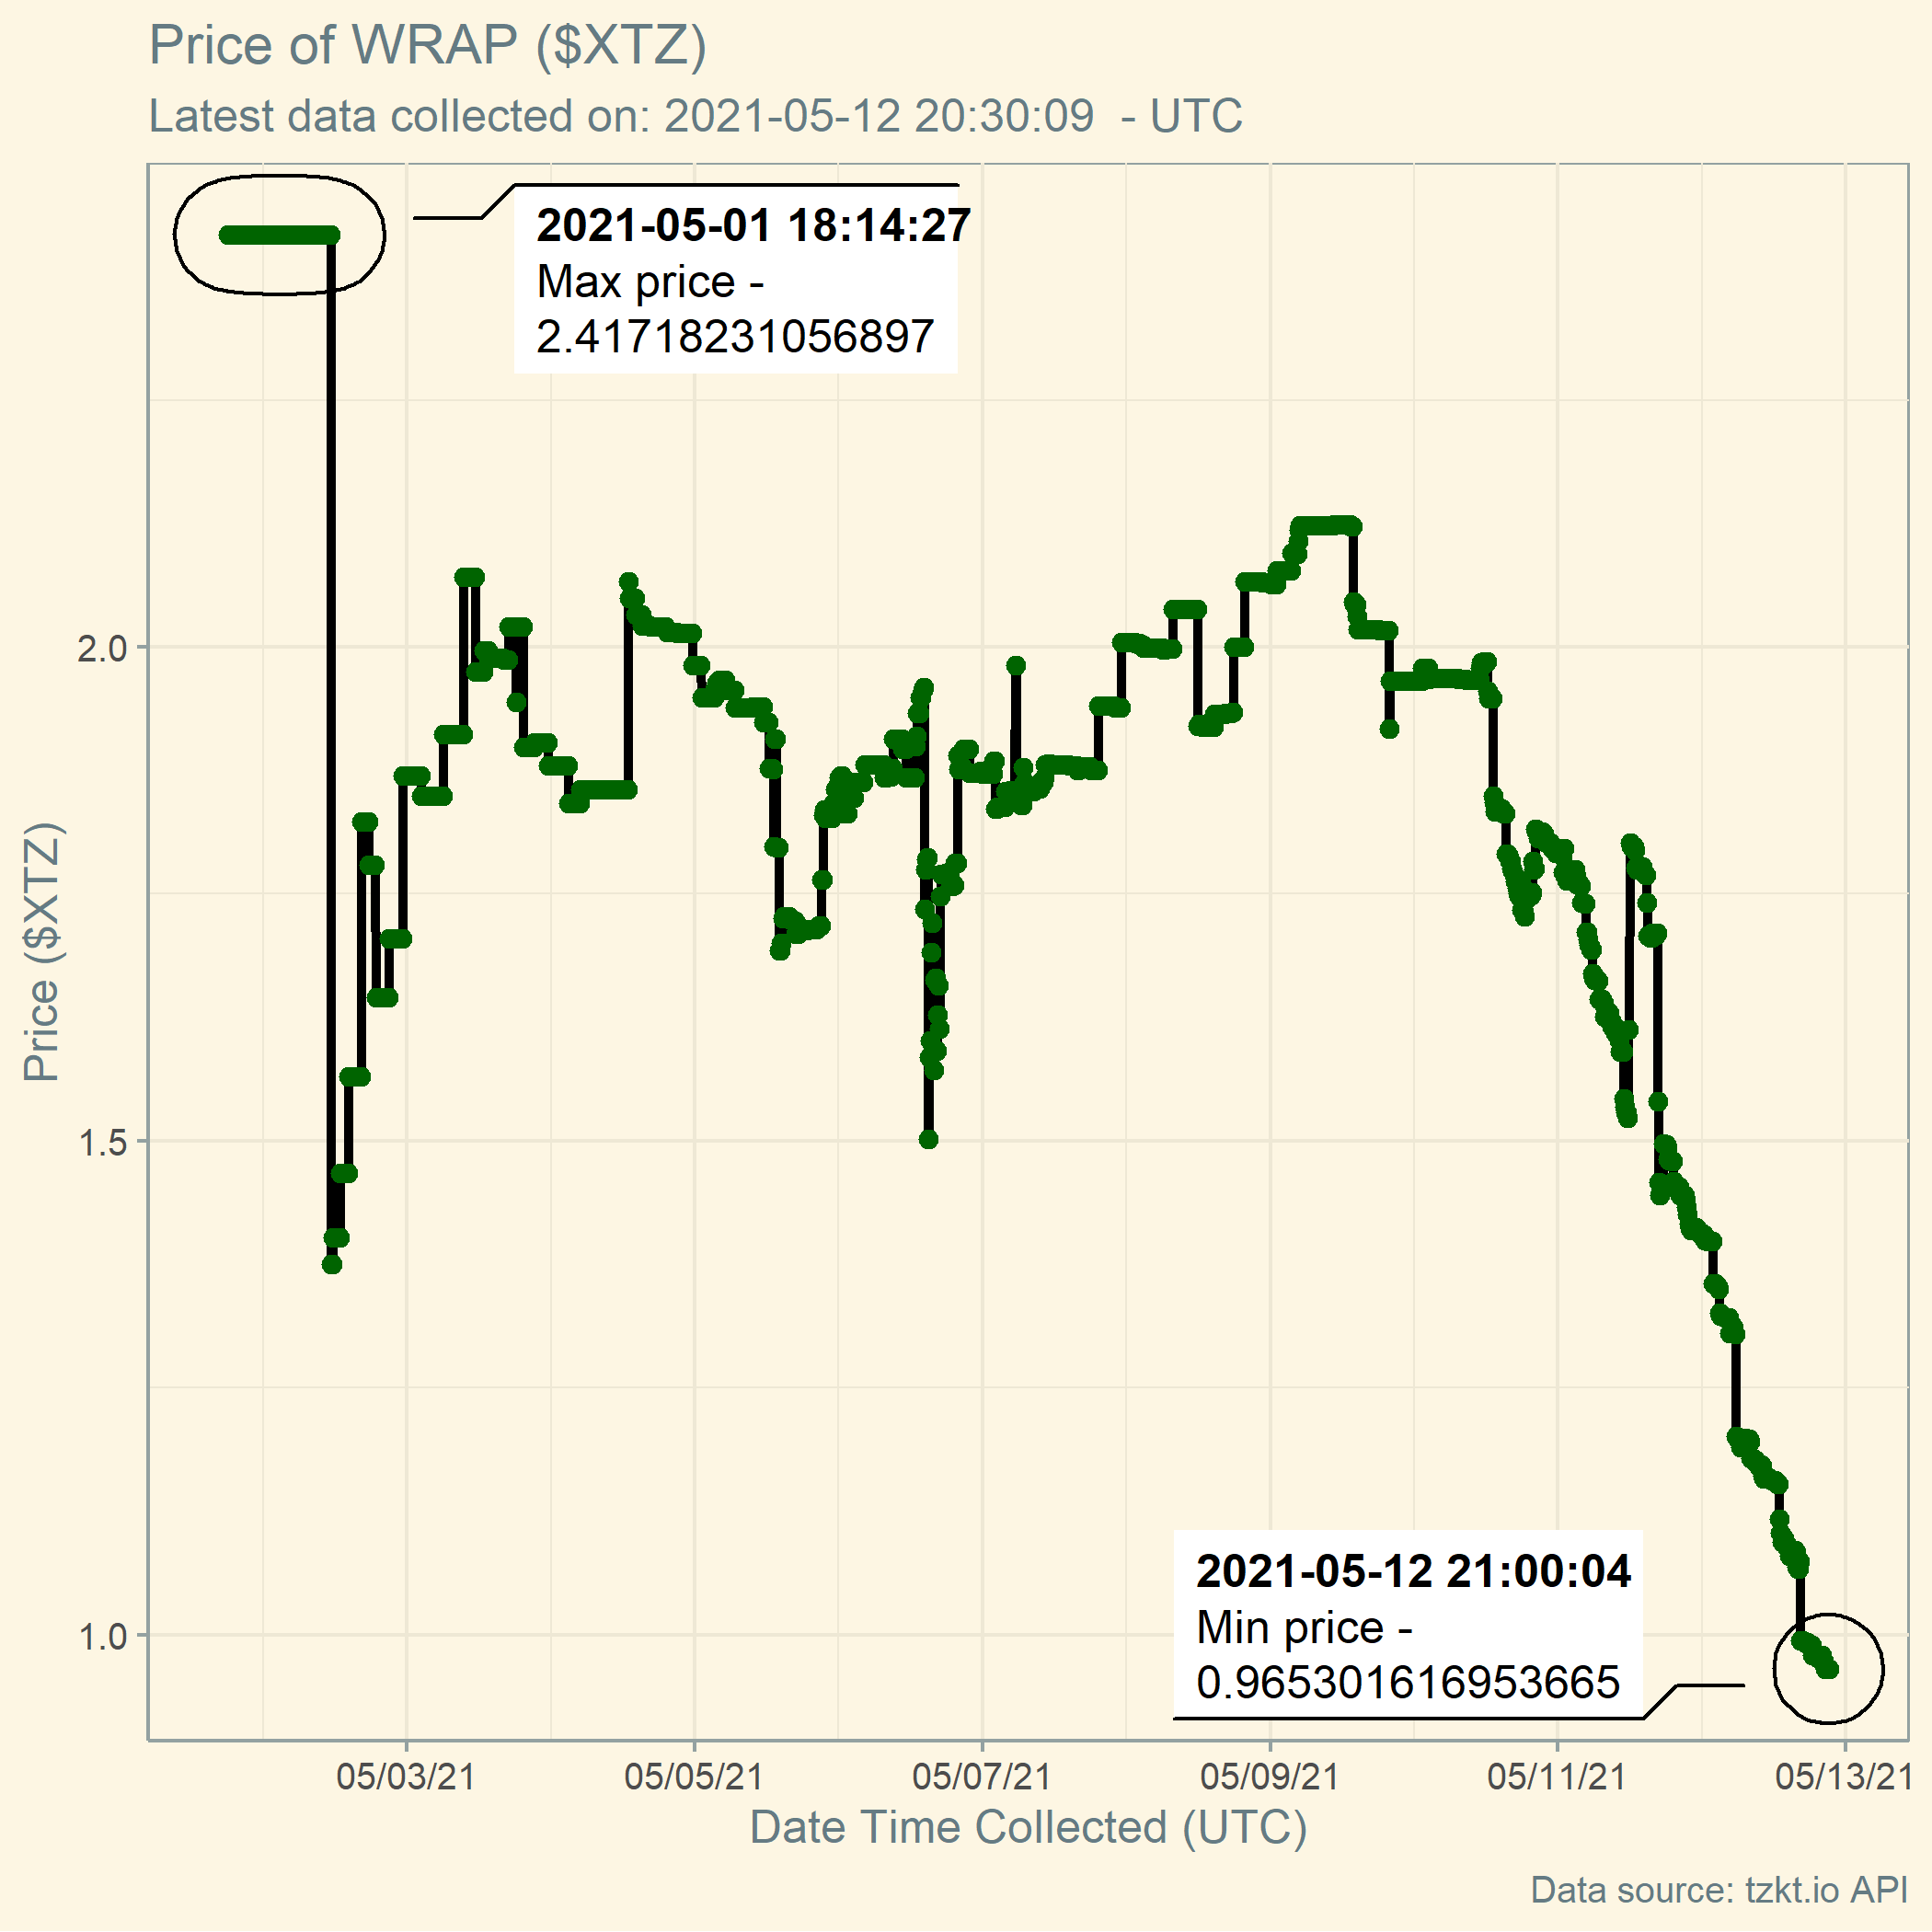 Price of WRAP ($XTZ)
Latest data collected on: 2021-05-12 20:30:09  - UTC
2021-05-01 18:14:27
Max price -
2.41718231056897
2.0
1.5
1.0
Price ($XTZ)
2021-05-12 21:00:04
Min price -
0.965301616953665
05/03/21
05/05/21
05/07/21
05/09/21
05/11/21
05/13/21
Date Time Collected (UTC)
Data source: tzkt.io API